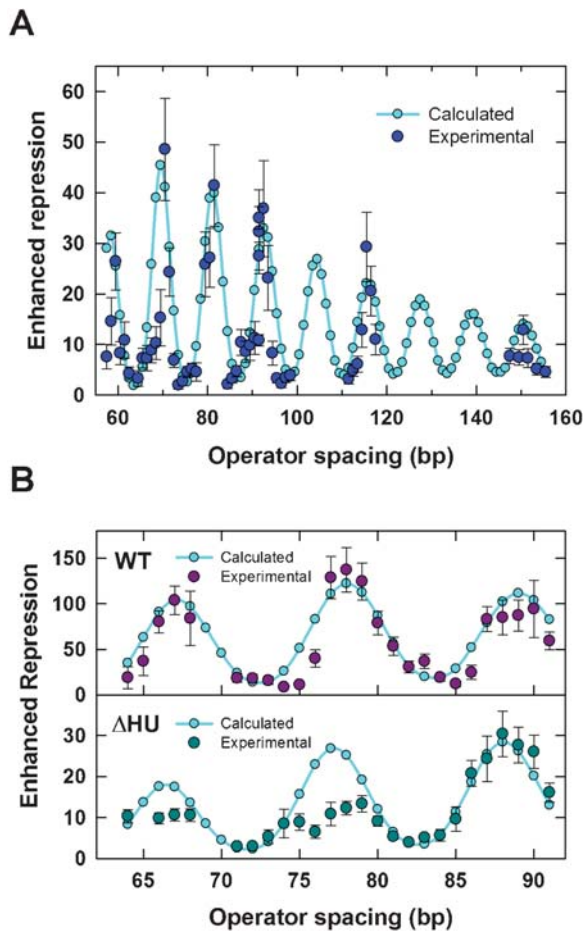 A
Enhanced repression
60
50
40
30
20
10
0
Calculated
Experimental
60 80 100 120 140 160
Operator spacing (bp)
B
Enhanced Repression
WT
Calculated
Experimental
150
100
50
0
ΔHU
Calculated
Experimental
30
20
10
0
65 70 75 80 85 90
Operator spacing (bp)